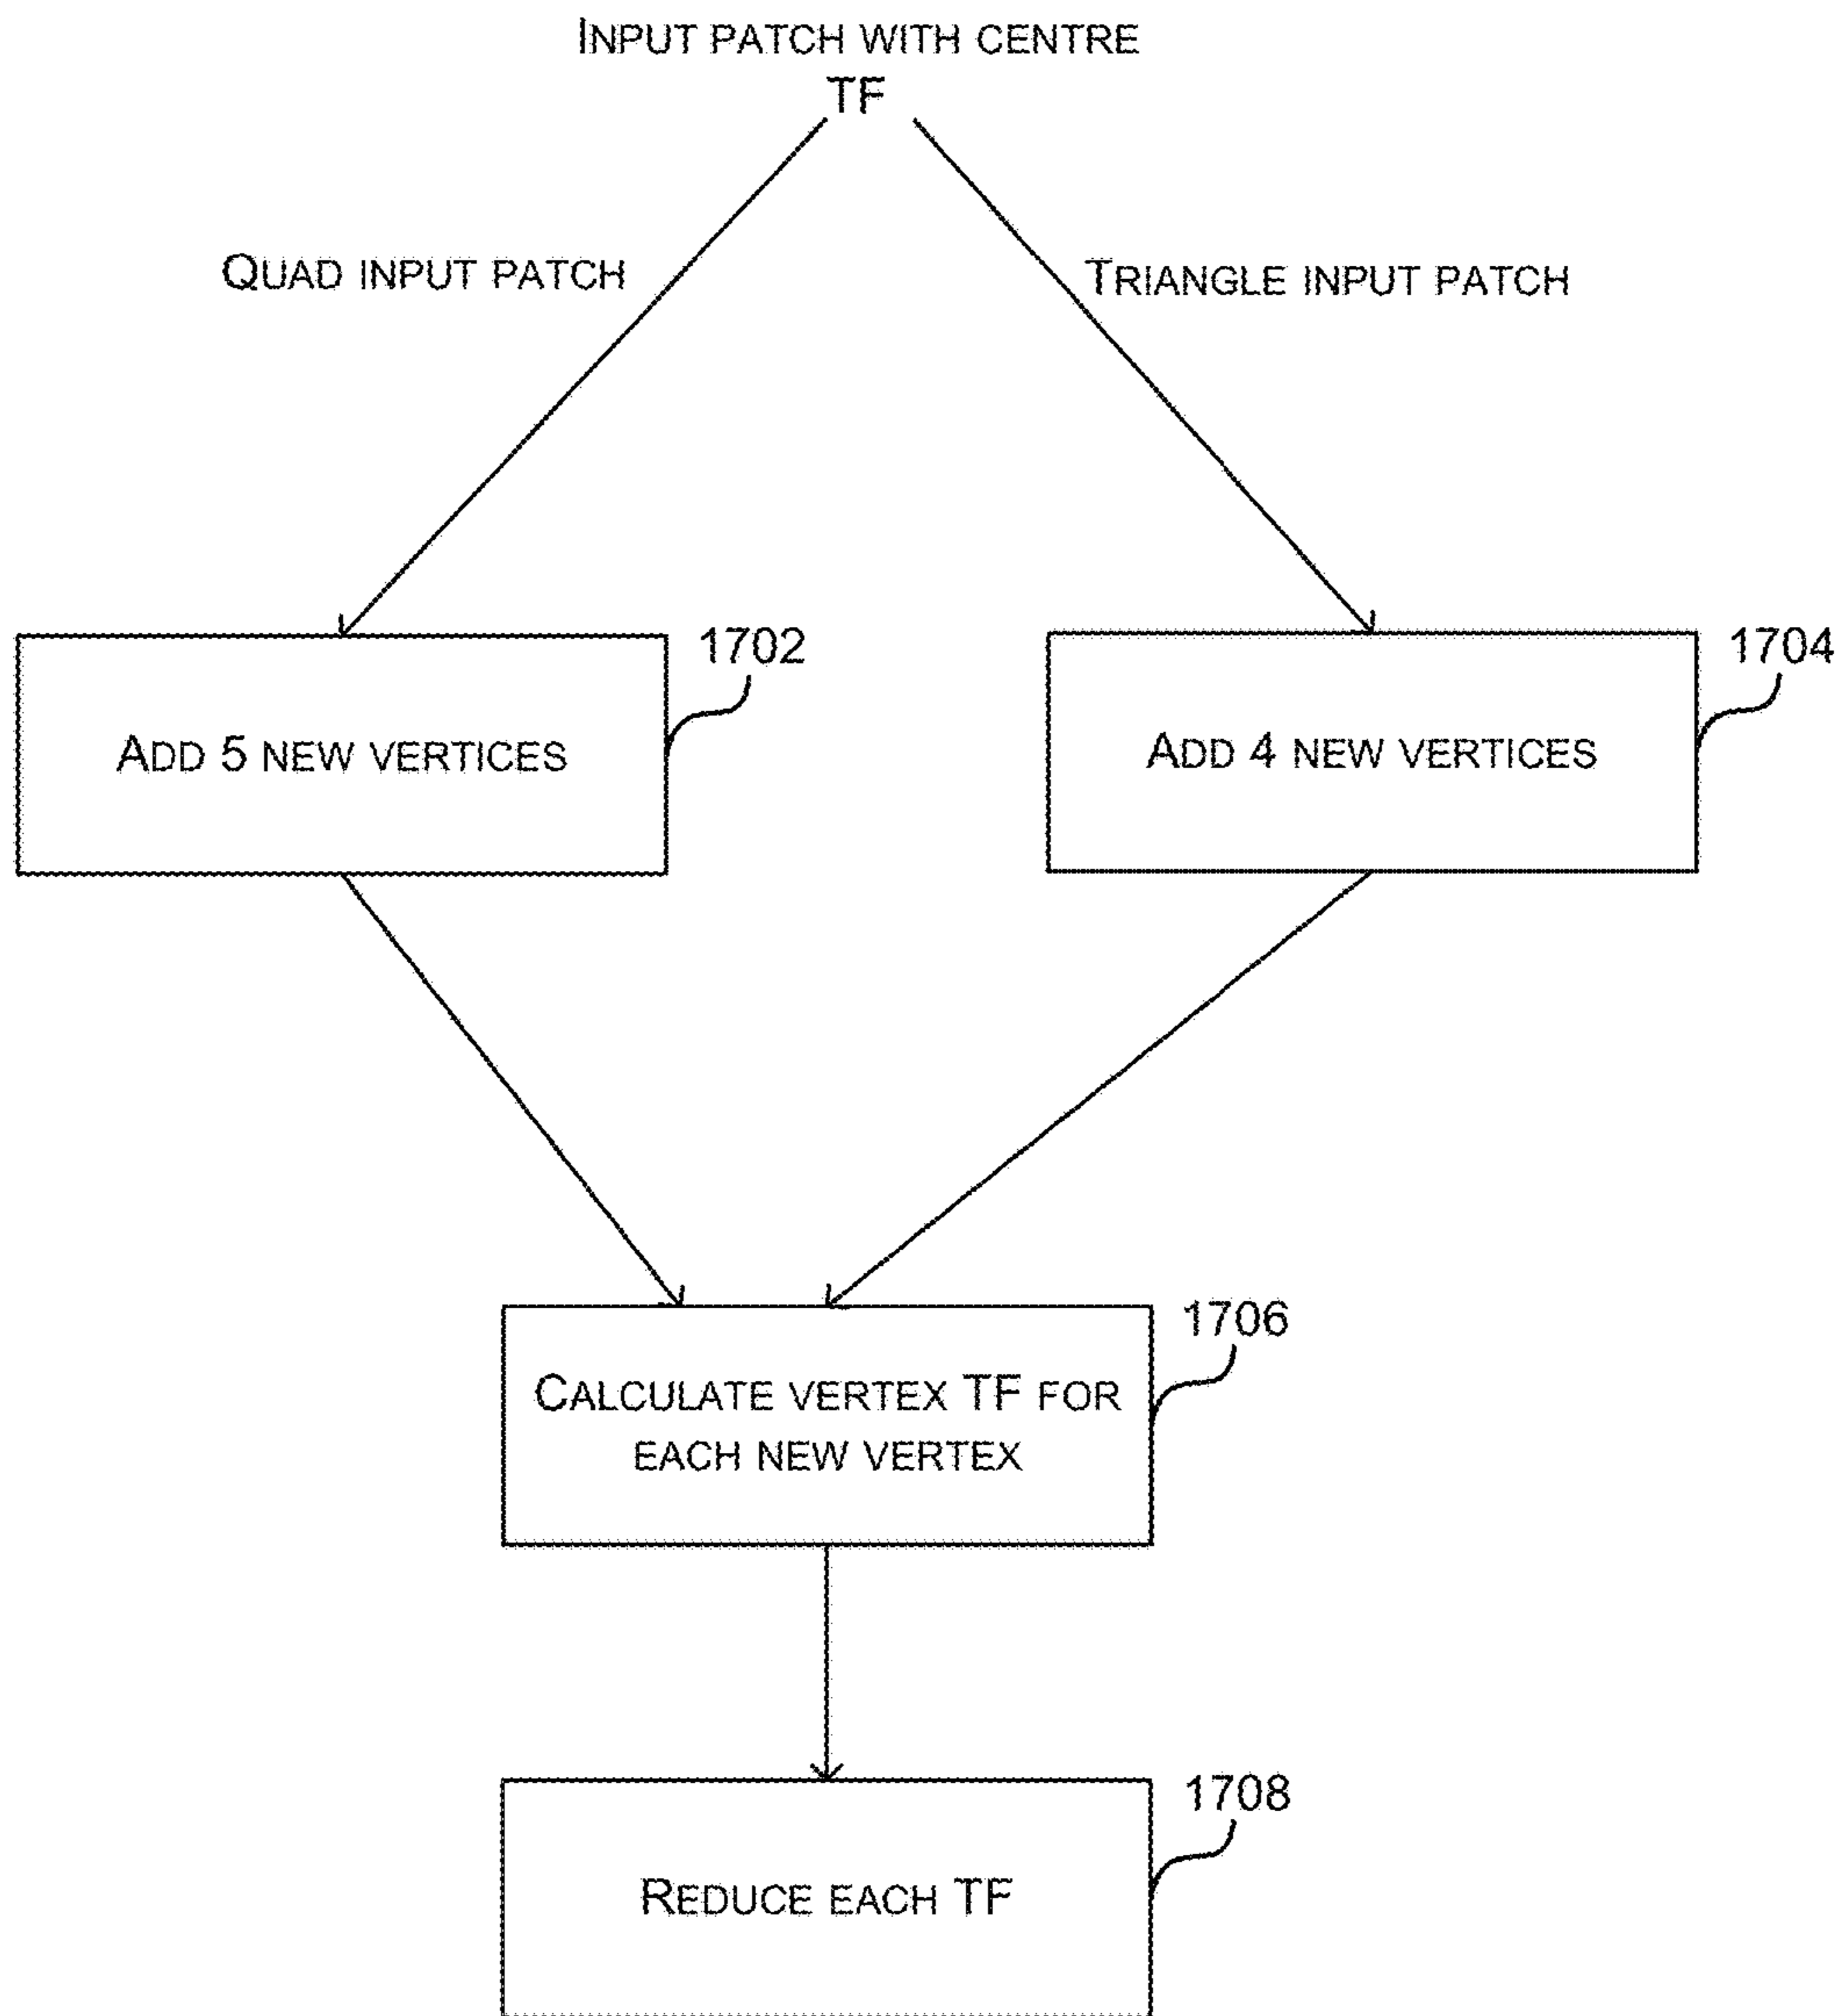 INPUT PATCH WITH CENTRE
TF
QUAD INPUT PATCH
TRIANGLE INPUT PATCH
1702
1704
ADD 5 NEW VERTICES
ADD 4 NEW VERTICES
1706
CALCULATE VERTEX TF FOR
EACH NEW VERTEX
1708
REDUCE EACH TF